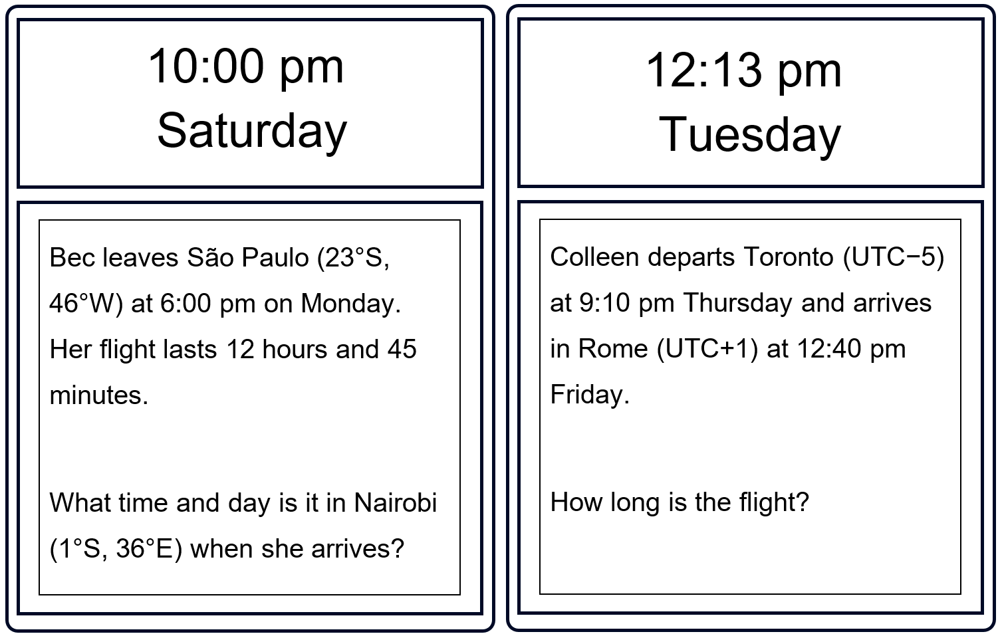 10:00 pm
Saturday
Bec leaves São Paulo (23°S,
46°W) at 6:00 pm on Monday.
Her flight lasts 12 hours and 45
minutes.
What time and day is it in Nairobi
(1°S, 36°E) when she arrives?
12:13 pm
Tuesday
Colleen departs Toronto (UTC−5)
at 9:10 pm Thursday and arrives
in Rome (UTC+1) at 12:40 pm
Friday.
How long is the flight?